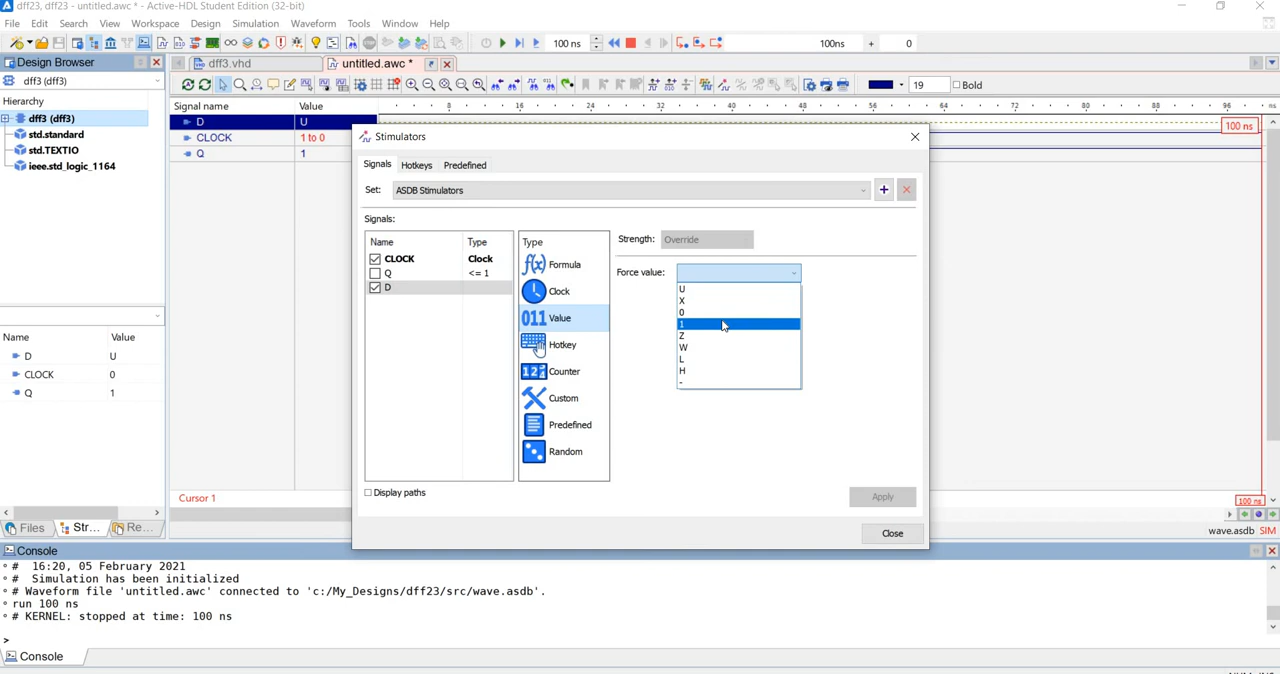 dff23, dff23 - untitled.awc * - Active-HDL Student Edition (32-bit)
File Edit Search View Workspace Design Simulation Waveform Tools Window Help
100 ns 100ns + 0
Design Browser
dff3.vhd untitled.awc *
dff3 (dff3)
19 Bold
Hierarchy
dff3 (dff3)
std.standard
std.TEXTIO
ieee.std_logic_1164
Signal name Value 8 16 24 32 40 48 56 64 72 80 88 96
D U
CLOCK 1 to 0
Q 1
100 ns
Cursor 1
100 ns
wave.asdb SIM
Name Value
D U
CLOCK 0
Q 1
Files Str... Re...
Stimulators
Signals Hotkeys Predefined
Set: ASDB Stimulators
Signals:
Name Type
CLOCK Clock
Q <= 1
D
Type
f(x) Formula
Clock
011 Value
Hotkey
123 Counter
Custom
Predefined
Random
Strength: Override
Force value:
U
X
0
1
Z
W
L
H
-
Display paths
Apply
Close
Console
# 16:20, 05 February 2021
# Simulation has been initialized
# Waveform file 'untitled.awc' connected to 'c:/My_Designs/dff23/src/wave.asdb'.
run 100 ns
# KERNEL: stopped at time: 100 ns
>
Console